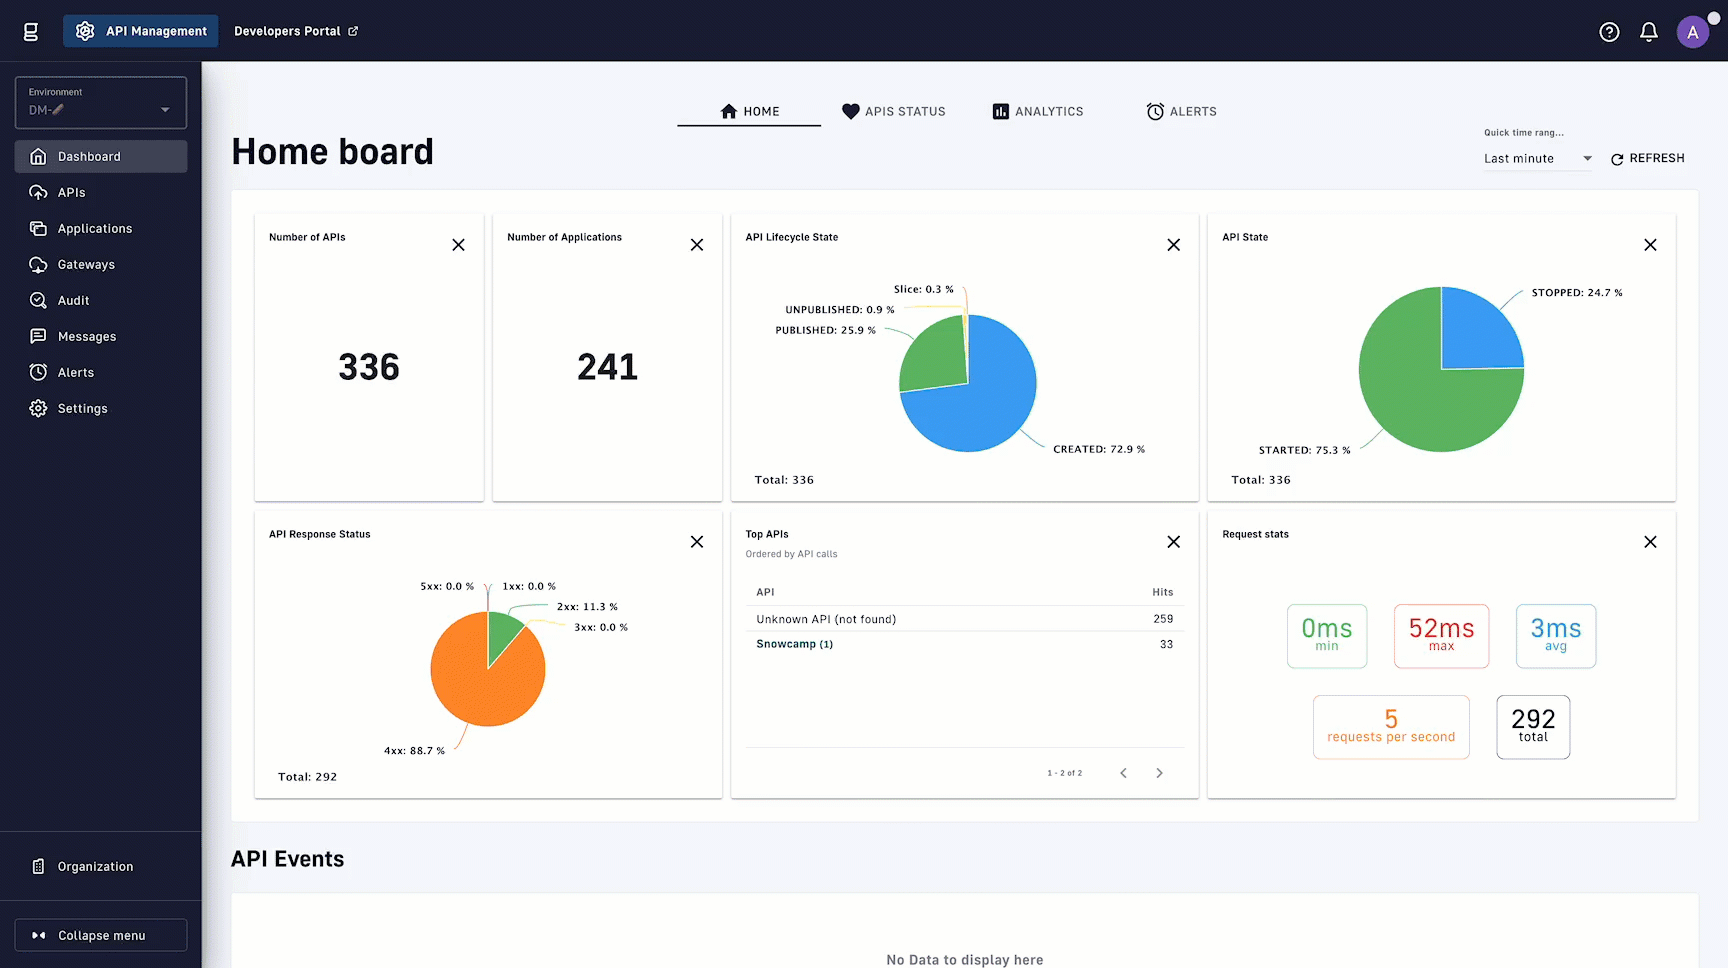 API Management
Developers Portal
A
Environment
DM-
Dashboard
APIs
Applications
Gateways
Audit
Messages
Alerts
Settings
Organization
Collapse menu
HOME
APIS STATUS
ANALYTICS
ALERTS
Home board
Quick time rang...
Last minute
REFRESH
Number of APIs
336
Number of Applications
241
API Lifecycle State
Slice: 0.3 %
UNPUBLISHED: 0.9 %
PUBLISHED: 25.9 %
CREATED: 72.9 %
Total: 336
API State
STOPPED: 24.7 %
STARTED: 75.3 %
Total: 336
API Response Status
5xx: 0.0 %
1xx: 0.0 %
2xx: 11.3 %
3xx: 0.0 %
4xx: 88.7 %
Total: 292
Top APIs
Ordered by API calls
API Hits
Unknown API (not found) 259
Snowcamp (1) 33
1 - 2 of 2
Request stats
0ms
min
52ms
max
3ms
avg
5
requests per second
292
total
API Events
No Data to display here